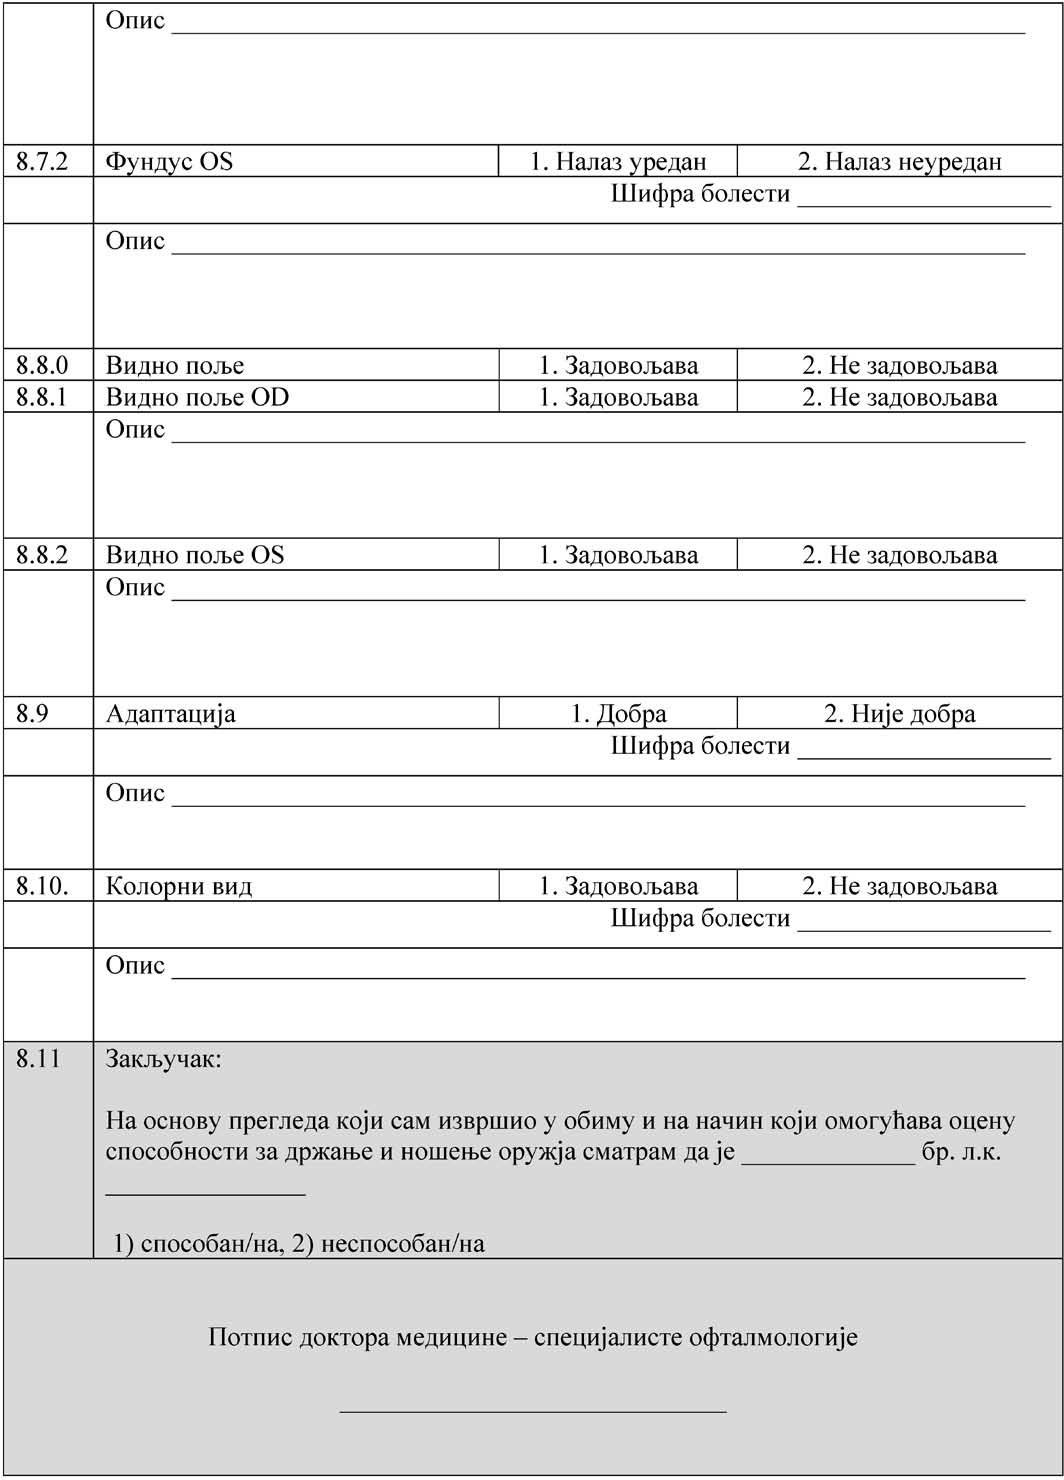 Опис
8.7.2 Фундус OS 1. Налаз уредан 2. Налаз неуредан
Шифра болести
Опис
8.8.0 Видно поље 1. Задовољава 2. Не задовољава
8.8.1 Видно поље OD 1. Задовољава 2. Не задовољава
Опис
8.8.2 Видно поље OS 1. Задовољава 2. Не задовољава
Опис
8.9 Адаптација 1. Добра 2. Није добра
Шифра болести
Опис
8.10. Колорни вид 1. Задовољава 2. Не задовољава
Шифра болести
Опис
8.11 Закључак:
На основу прегледа који сам извршио у обиму и на начин који омогућава оцену
способности за држање и ношење оружја сматрам да је _____________ бр. л.к.
_______________
1) способан/на, 2) неспособан/на
Потпис доктора медицине – специјалисте офталмологије